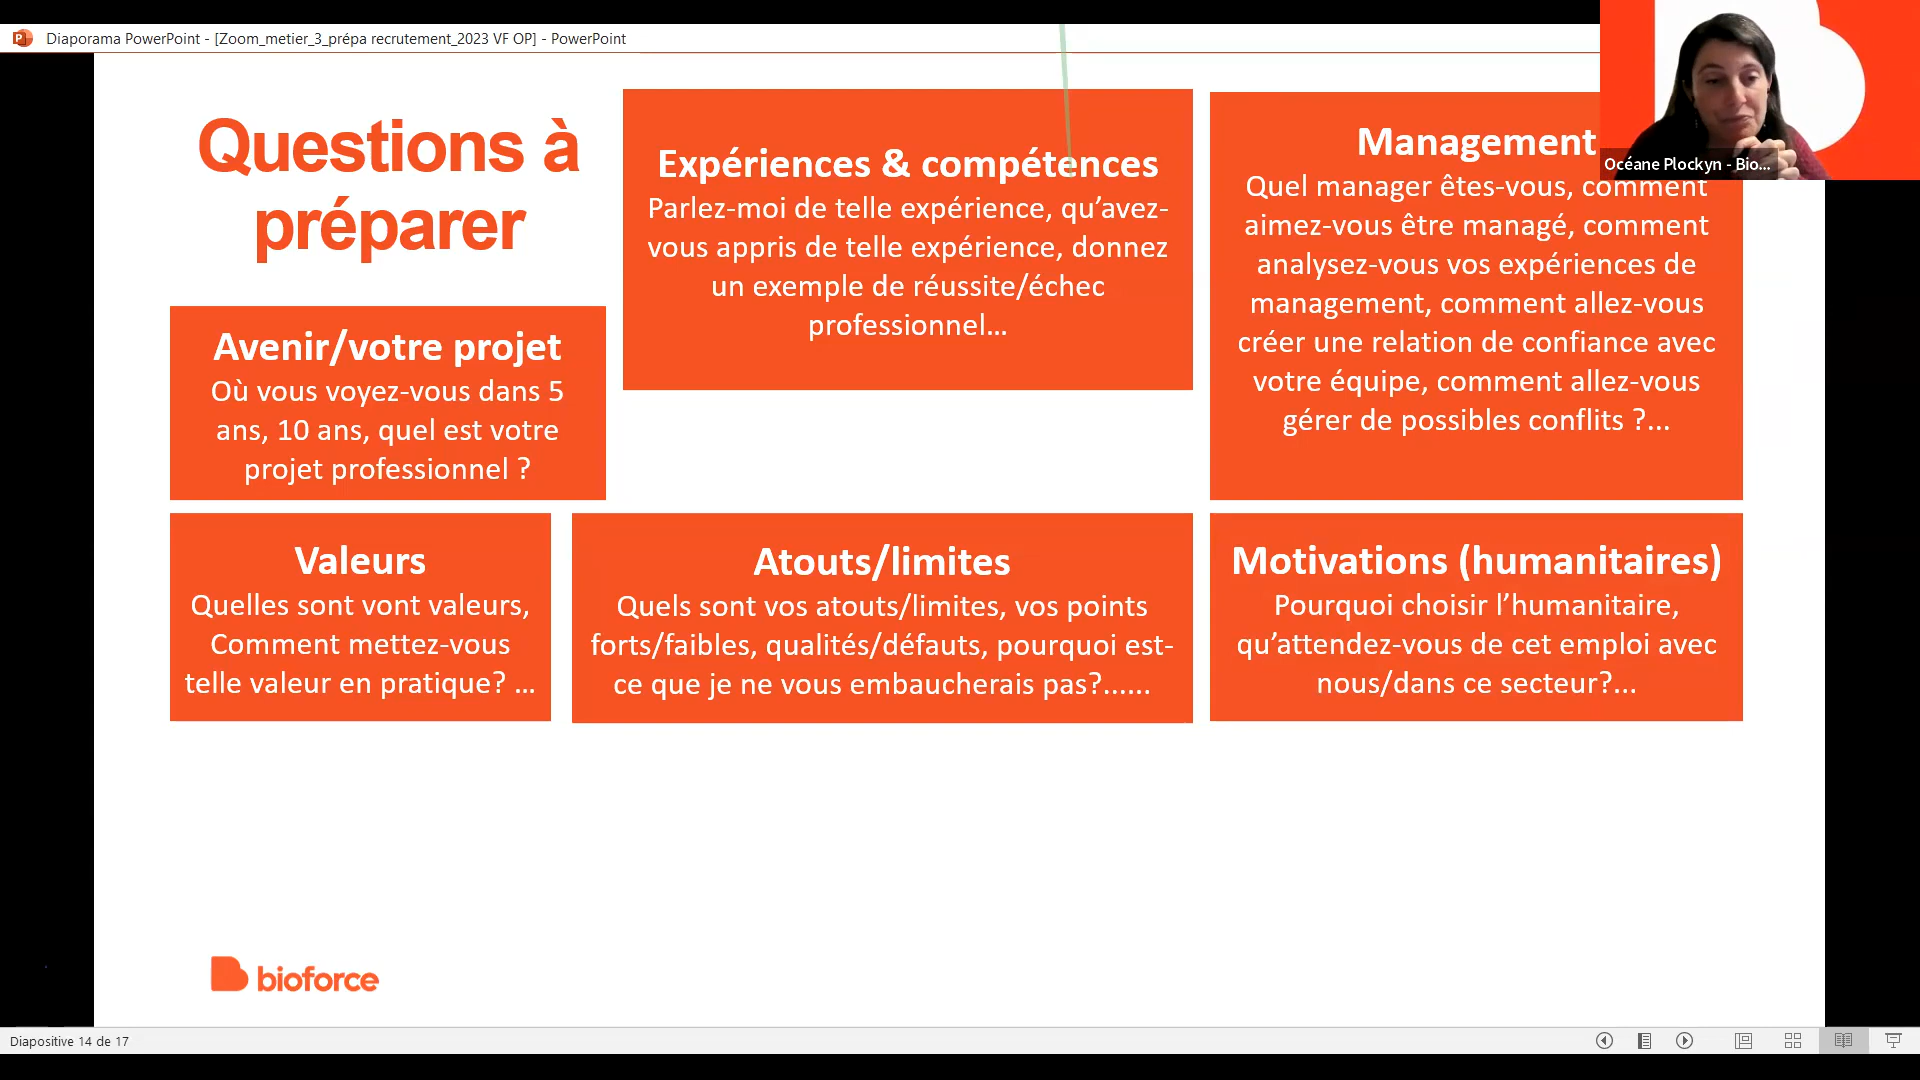 Diaporama PowerPoint - [Zoom_metier_3_prépa recrutement_2023 VF OP] - PowerPoint
Océane Plockyn - Bio...
Questions à
préparer
Expériences & compétences
Parlez-moi de telle expérience, qu’avez-
vous appris de telle expérience, donnez
un exemple de réussite/échec
professionnel...
Management
Quel manager êtes-vous, comment
aimez-vous être managé, comment
analysez-vous vos expériences de
management, comment allez-vous
créer une relation de confiance avec
votre équipe, comment allez-vous
gérer de possibles conflits ?...
Avenir/votre projet
Où vous voyez-vous dans 5
ans, 10 ans, quel est votre
projet professionnel ?
Valeurs
Quelles sont vont valeurs,
Comment mettez-vous
telle valeur en pratique? ...
Atouts/limites
Quels sont vos atouts/limites, vos points
forts/faibles, qualités/défauts, pourquoi est-
ce que je ne vous embaucherais pas?......
Motivations (humanitaires)
Pourquoi choisir l’humanitaire,
qu’attendez-vous de cet emploi avec
nous/dans ce secteur?...
bioforce
Diapositive 14 de 17